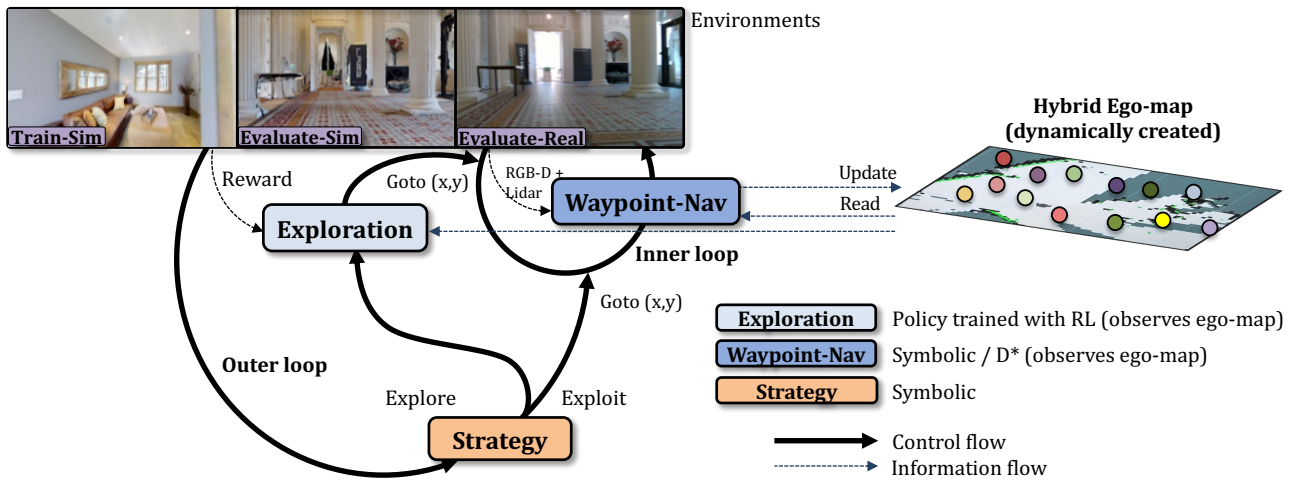 Environments
Train-Sim
Evaluate-Sim
Evaluate-Real
Hybrid Ego-map
(dynamically created)
Reward
Goto (x,y)
RGB-D +
Lidar
Update
Read
Exploration
Waypoint-Nav
Inner loop
Goto (x,y)
Outer loop
Explore
Exploit
Strategy
Exploration
Policy trained with RL (observes ego-map)
Waypoint-Nav
Symbolic / D* (observes ego-map)
Strategy
Symbolic
Control flow
Information flow